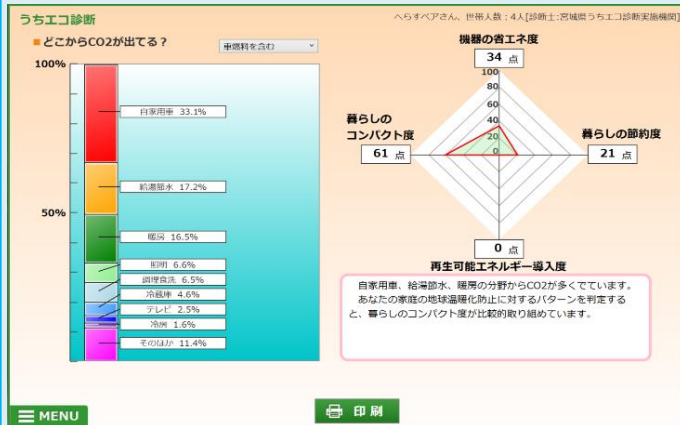 うちエコ診断
へらすベアさん、世帯人数：4人[診断士:宮城県うちエコ診断実施機関]
■ どこからCO2が出てる？
車燃料を含む
100%
50%
自家用車 33.1%
給湯節水 17.2%
暖房 16.5%
照明 6.6%
調理食洗 6.5%
冷蔵庫 4.6%
テレビ 2.5%
冷房 1.6%
そのほか 11.4%
機器の省エネ度
34 点
100
80
60
40
20
0
暮らしの
コンパクト度
61 点
暮らしの節約度
21 点
0 点
再生可能エネルギー導入度
自家用車、給湯節水、暖房の分野からCO2が多くでています。
あなたの家庭の地球温暖化防止に対するパターンを判定する
と、暮らしのコンパクト度が比較的取り組めています。
MENU
印刷